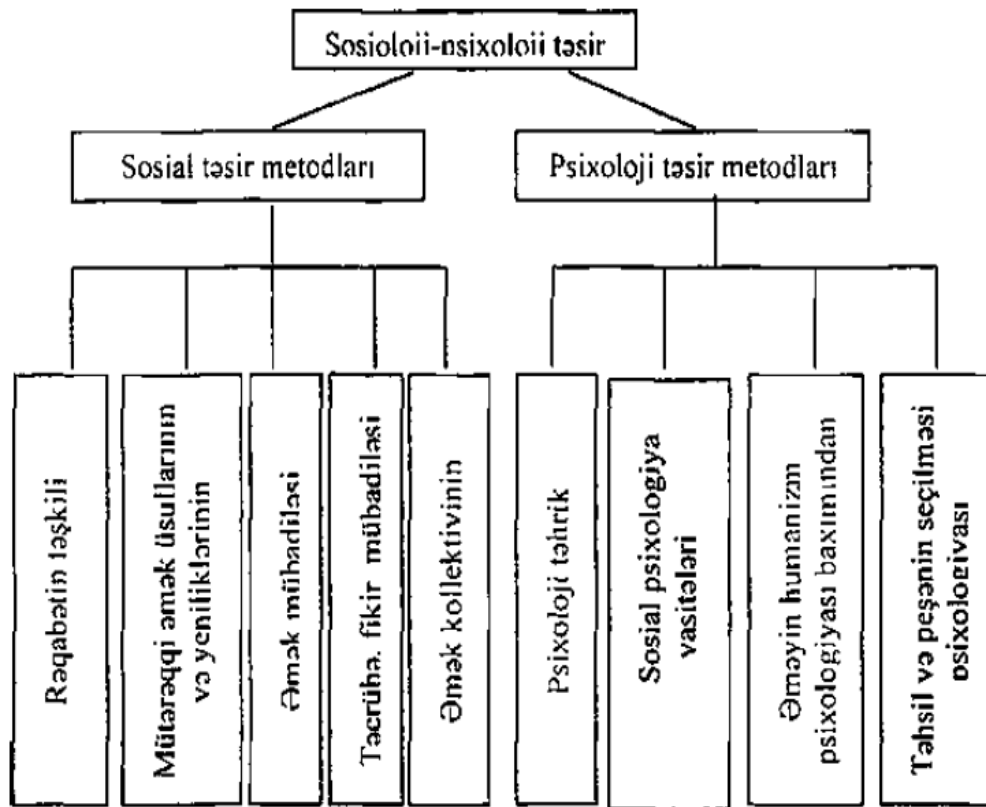 Sosioloji-psixoloji təsir
Sosial təsir metodları
Psixoloji təsir metodları
Rəqabətin təşkili
Mütərəqqi əmək üsullarının
və yeniliklərinin
Əmək mübadiləsi
Təcrübə. fikir mübadiləsi
Əmək kollektivinin
Psixoloji təhrik
Sosial psixologiya
vasitələri
Əməyin humanizm
psixologiyası baxımından
Təhsil və peşənin seçilməsi
psixologiyası